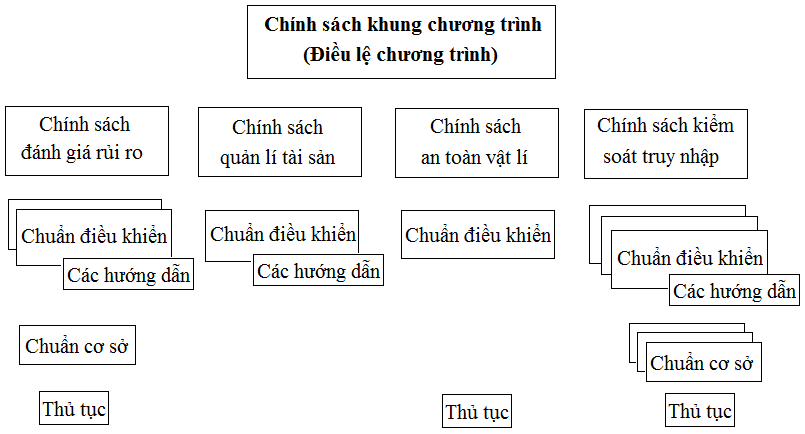 Chính sách khung chương trình
(Điều lệ chương trình)
Chính sách
đánh giá rủi ro
Chính sách
quản lí tài sản
Chính sách
an toàn vật lí
Chính sách kiểm
soát truy nhập
Chuẩn điều khiển
Các hướng dẫn
Chuẩn điều khiển
Các hướng dẫn
Chuẩn điều khiển
Chuẩn điều khiển
Các hướng dẫn
Chuẩn cơ sở
Chuẩn cơ sở
Thủ tục
Thủ tục
Thủ tục